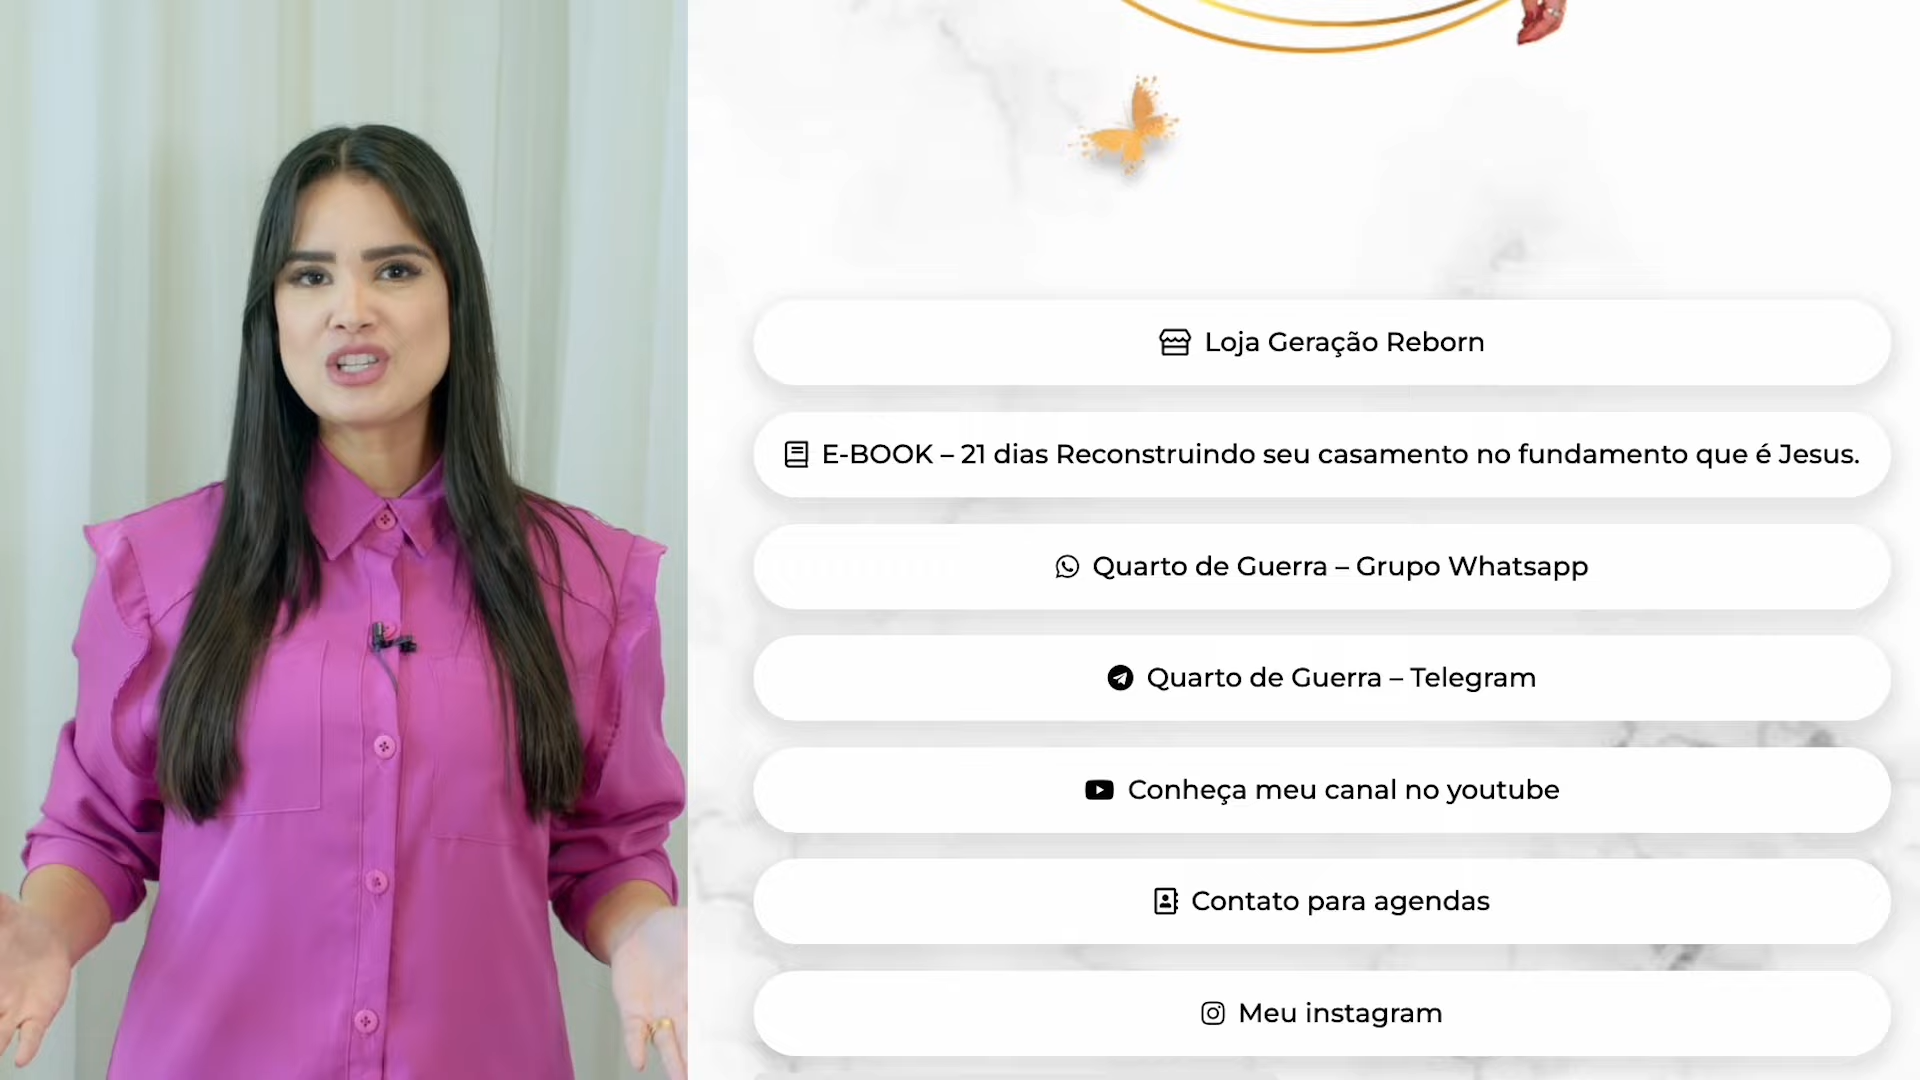 Loja Geração Reborn
E-BOOK – 21 dias Reconstruindo seu casamento no fundamento que é Jesus.
Quarto de Guerra – Grupo Whatsapp
Quarto de Guerra – Telegram
Conheça meu canal no youtube
Contato para agendas
Meu instagram